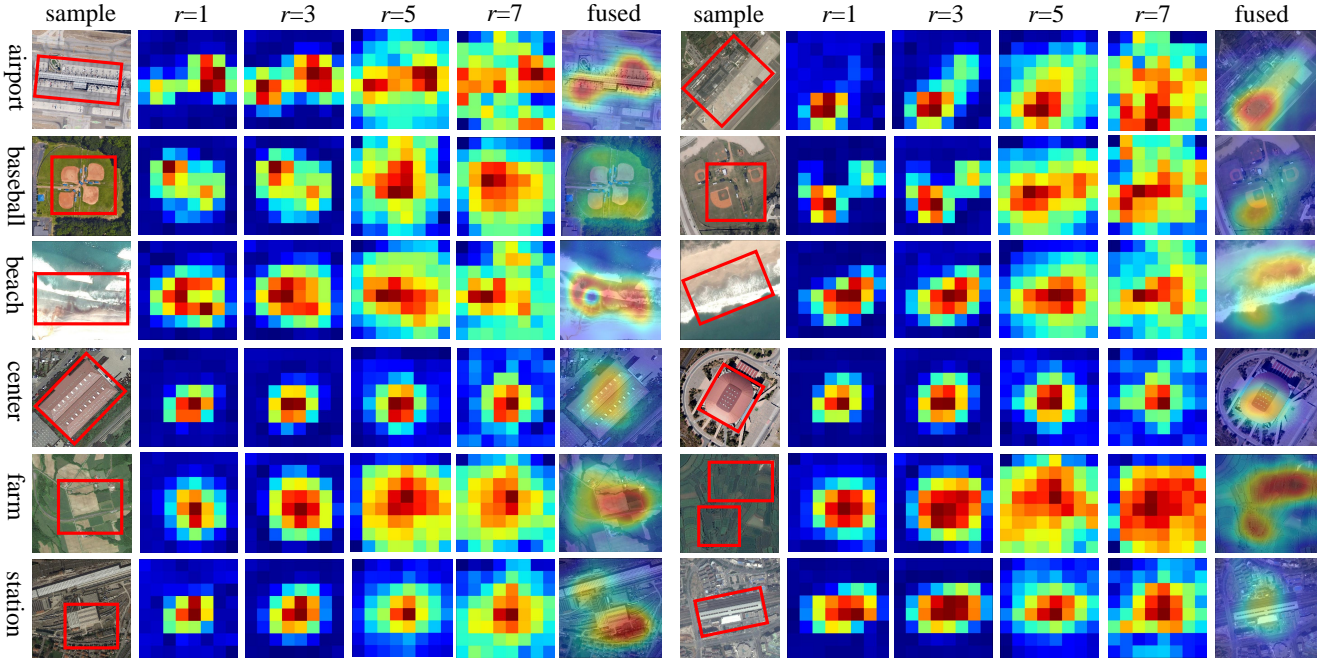 sample r=1 r=3 r=5 r=7 fused sample r=1 r=3 r=5 r=7 fused
airport
baseball
beach
center
farm
station